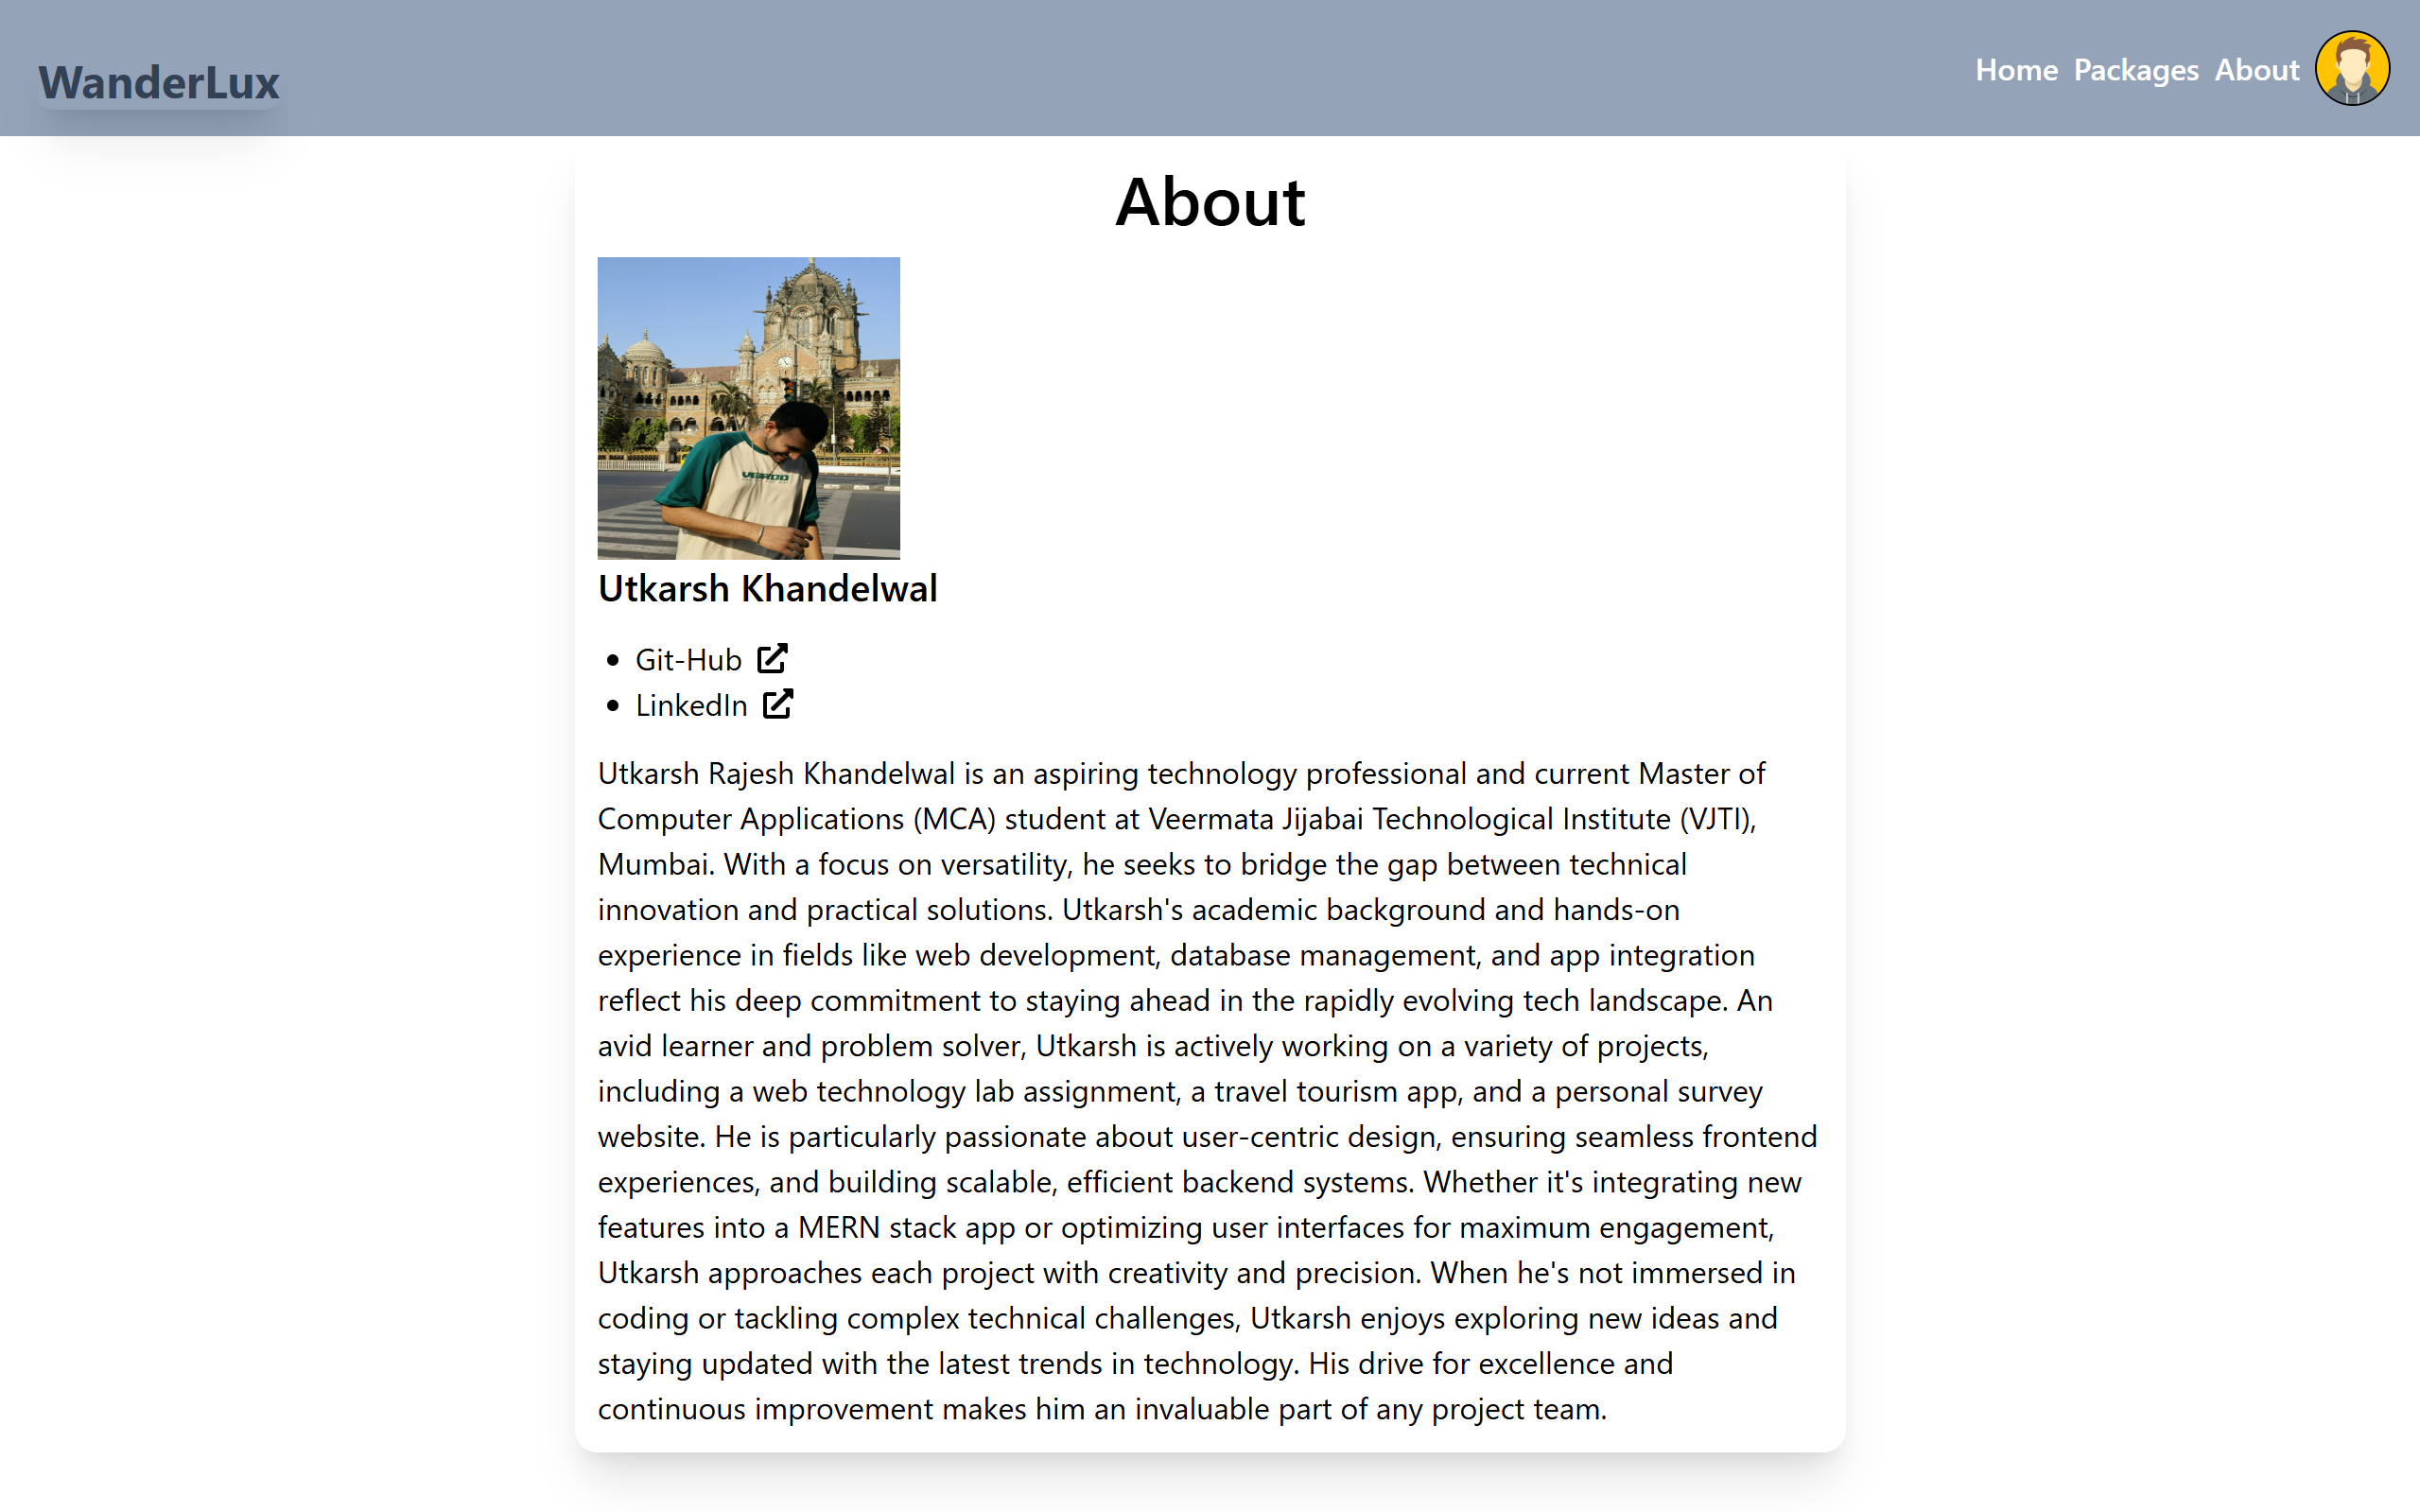 WanderLux
Home Packages About
About
Utkarsh Khandelwal
Git-Hub
LinkedIn
Utkarsh Rajesh Khandelwal is an aspiring technology professional and current Master of
Computer Applications (MCA) student at Veermata Jijabai Technological Institute (VJTI),
Mumbai. With a focus on versatility, he seeks to bridge the gap between technical
innovation and practical solutions. Utkarsh's academic background and hands-on
experience in fields like web development, database management, and app integration
reflect his deep commitment to staying ahead in the rapidly evolving tech landscape. An
avid learner and problem solver, Utkarsh is actively working on a variety of projects,
including a web technology lab assignment, a travel tourism app, and a personal survey
website. He is particularly passionate about user-centric design, ensuring seamless frontend
experiences, and building scalable, efficient backend systems. Whether it's integrating new
features into a MERN stack app or optimizing user interfaces for maximum engagement,
Utkarsh approaches each project with creativity and precision. When he's not immersed in
coding or tackling complex technical challenges, Utkarsh enjoys exploring new ideas and
staying updated with the latest trends in technology. His drive for excellence and
continuous improvement makes him an invaluable part of any project team.